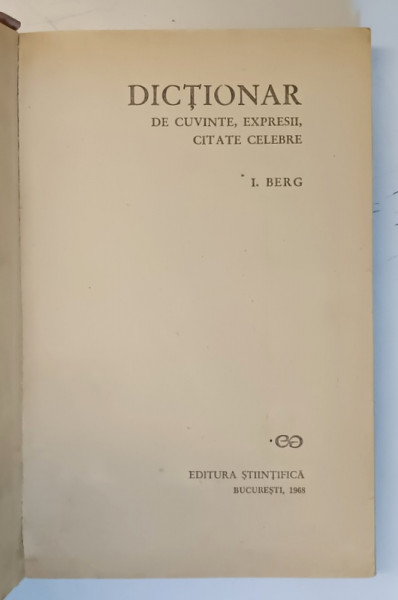 DICȚIONAR
DE CUVINTE, EXPRESII,
CITATE CELEBRE
I. BERG
EDITURA ȘTIINȚIFICĂ
BUCUREȘTI, 1968